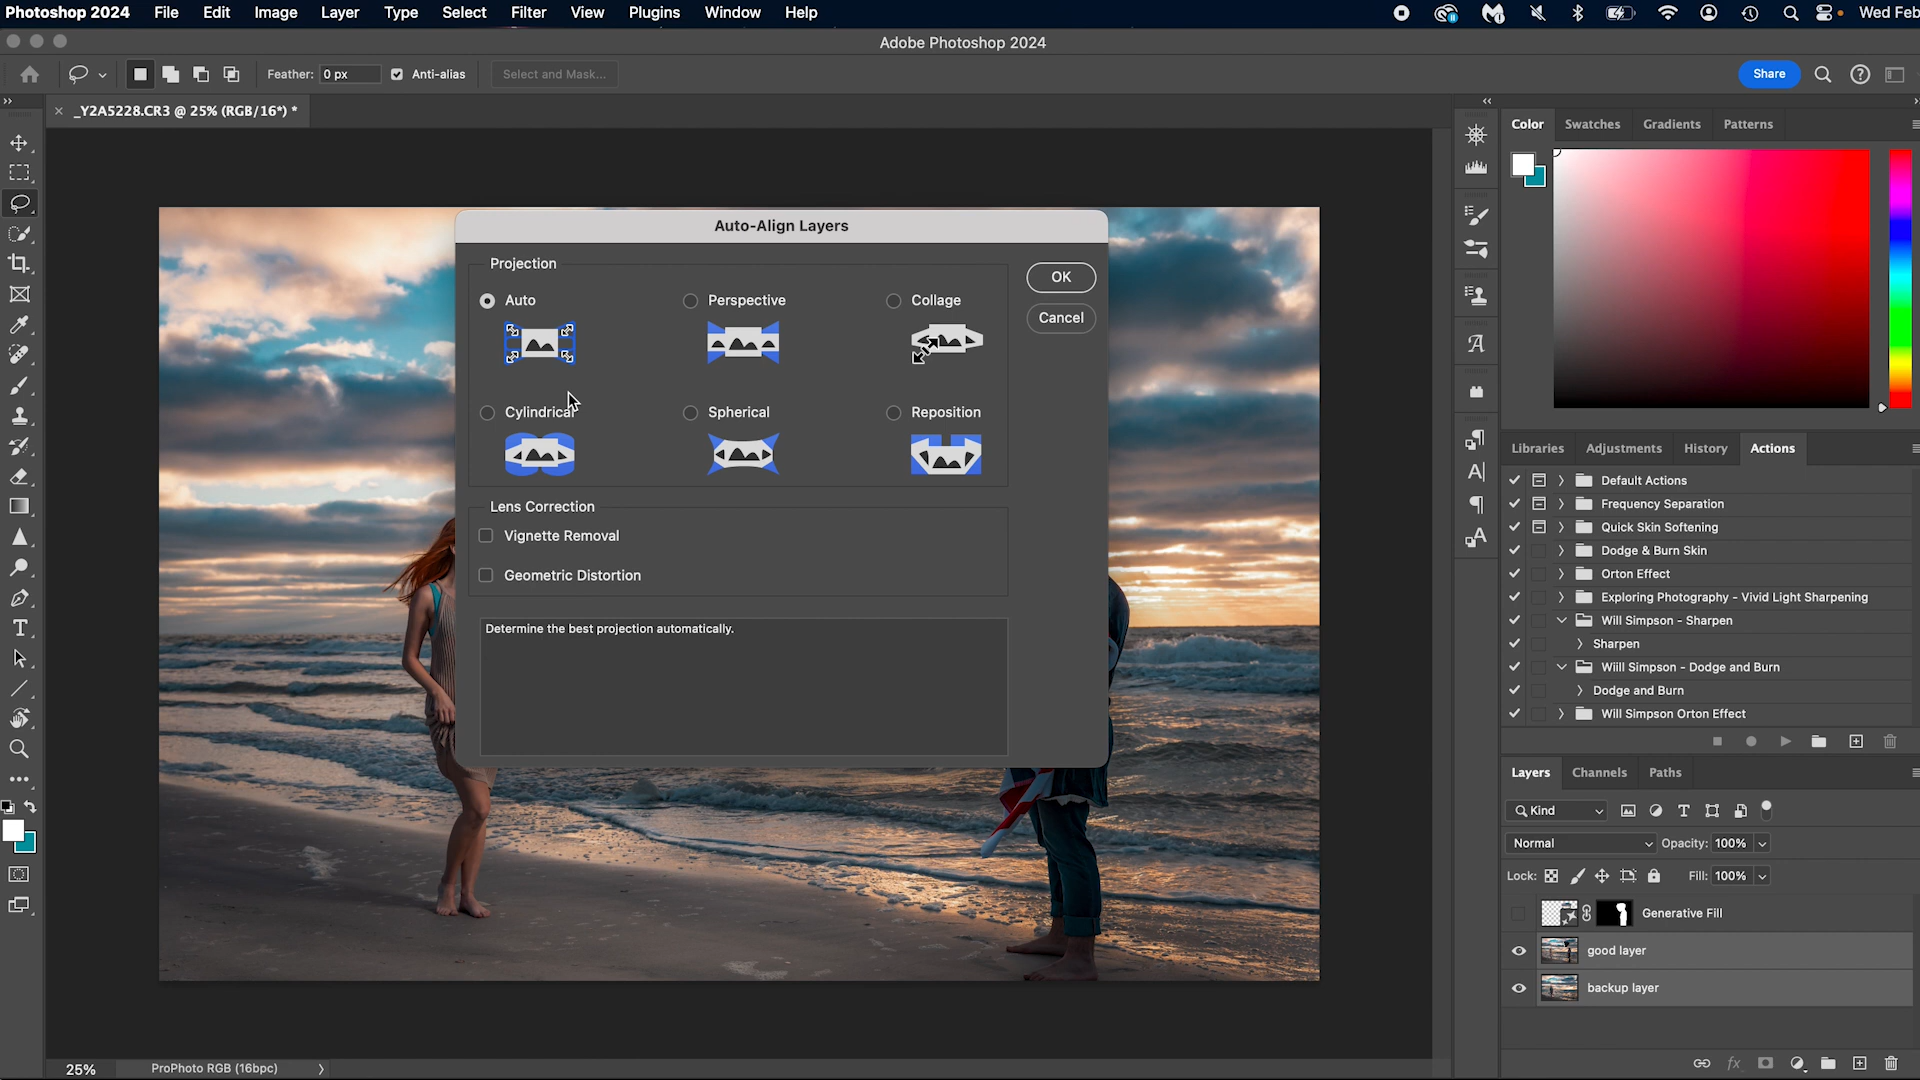 Photoshop 2024 File Edit Image Layer Type Select Filter View Plugins Window Help
Wed Feb
Adobe Photoshop 2024
Feather: 0 px Anti-alias Select and Mask...
Share
_Y2A5228.CR3 @ 25% (RGB/16*) *
Color Swatches Gradients Patterns
Auto-Align Layers
Projection
OK
Cancel
Auto Perspective Collage
Cylindrical Spherical Reposition
Lens Correction
Vignette Removal
Geometric Distortion
Determine the best projection automatically.
Libraries Adjustments History Actions
Default Actions
Frequency Separation
Quick Skin Softening
Dodge & Burn Skin
Orton Effect
Exploring Photography - Vivid Light Sharpening
Will Simpson - Sharpen
Sharpen
Wiill Simpson - Dodge and Burn
Dodge and Burn
Will Simpson Orton Effect
Layers Channels Paths
Kind
Normal Opacity: 100%
Lock: Fill: 100%
Generative Fill
good layer
backup layer
25% ProPhoto RGB (16bpc)